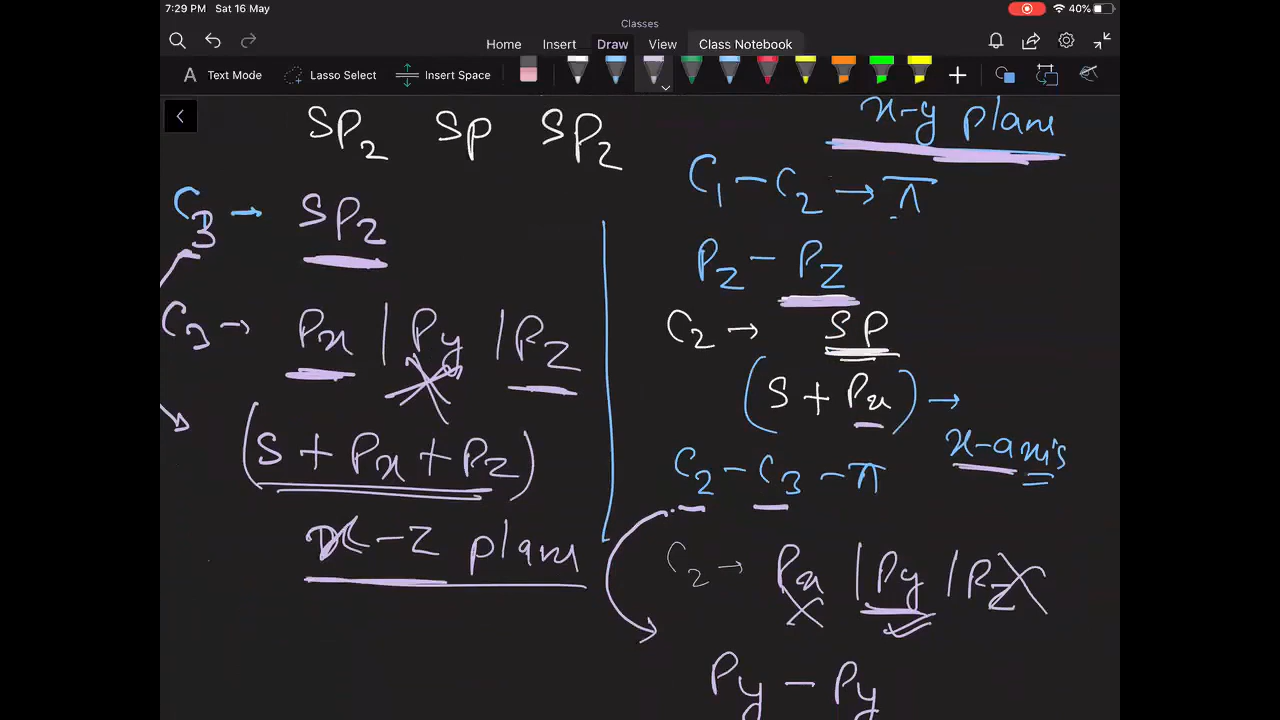 7:29 PM Sat 16 May
40%
Classes
Home Insert Draw View Class Notebook
Text Mode Lasso Select Insert Space
SP2 SP SP2
C3 → SP2
C3 → Px | Py | Pz
(S + Px + Pz)
x-z plane
x-y plane
C1 - C2 → π
Pz - Pz
C2 → SP
(S + Px) → x-axis
C2 - C3 - π
C2 → Px | Py | Pz
Py - Py